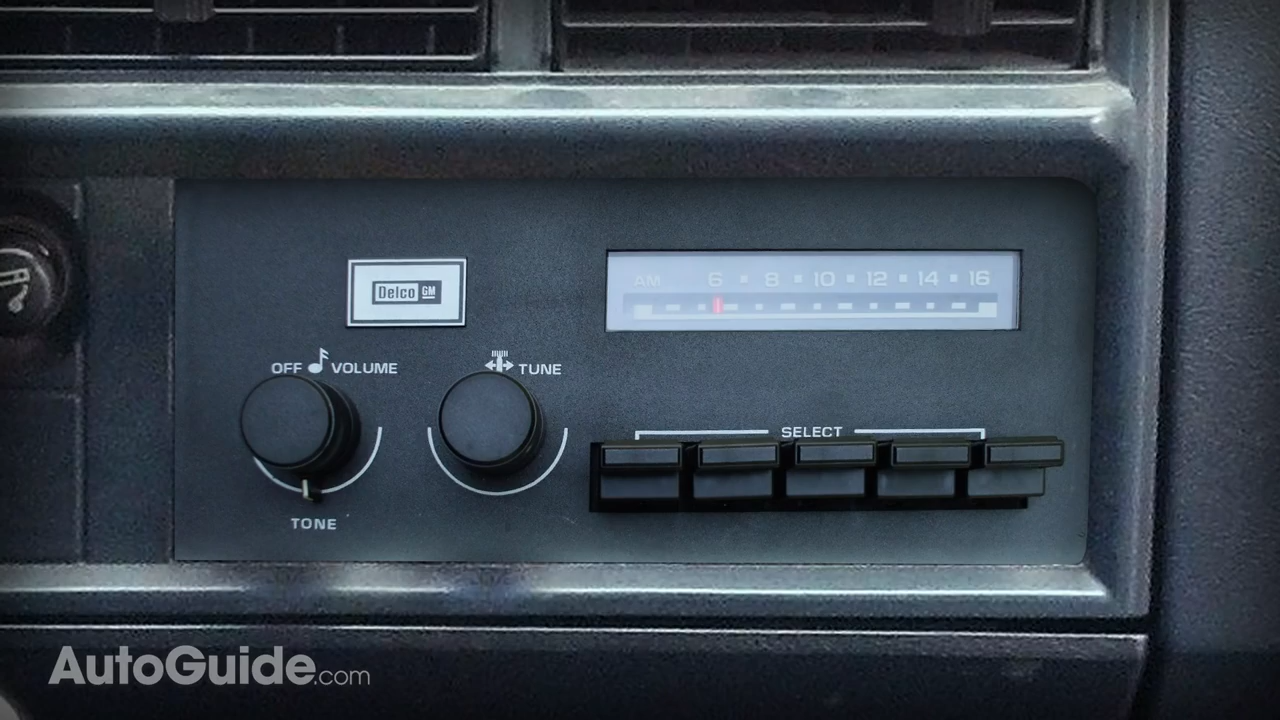 AM 6 8 10 12 14 16
Delco GM
OFF VOLUME
TUNE
SELECT
TONE
AutoGuide.com